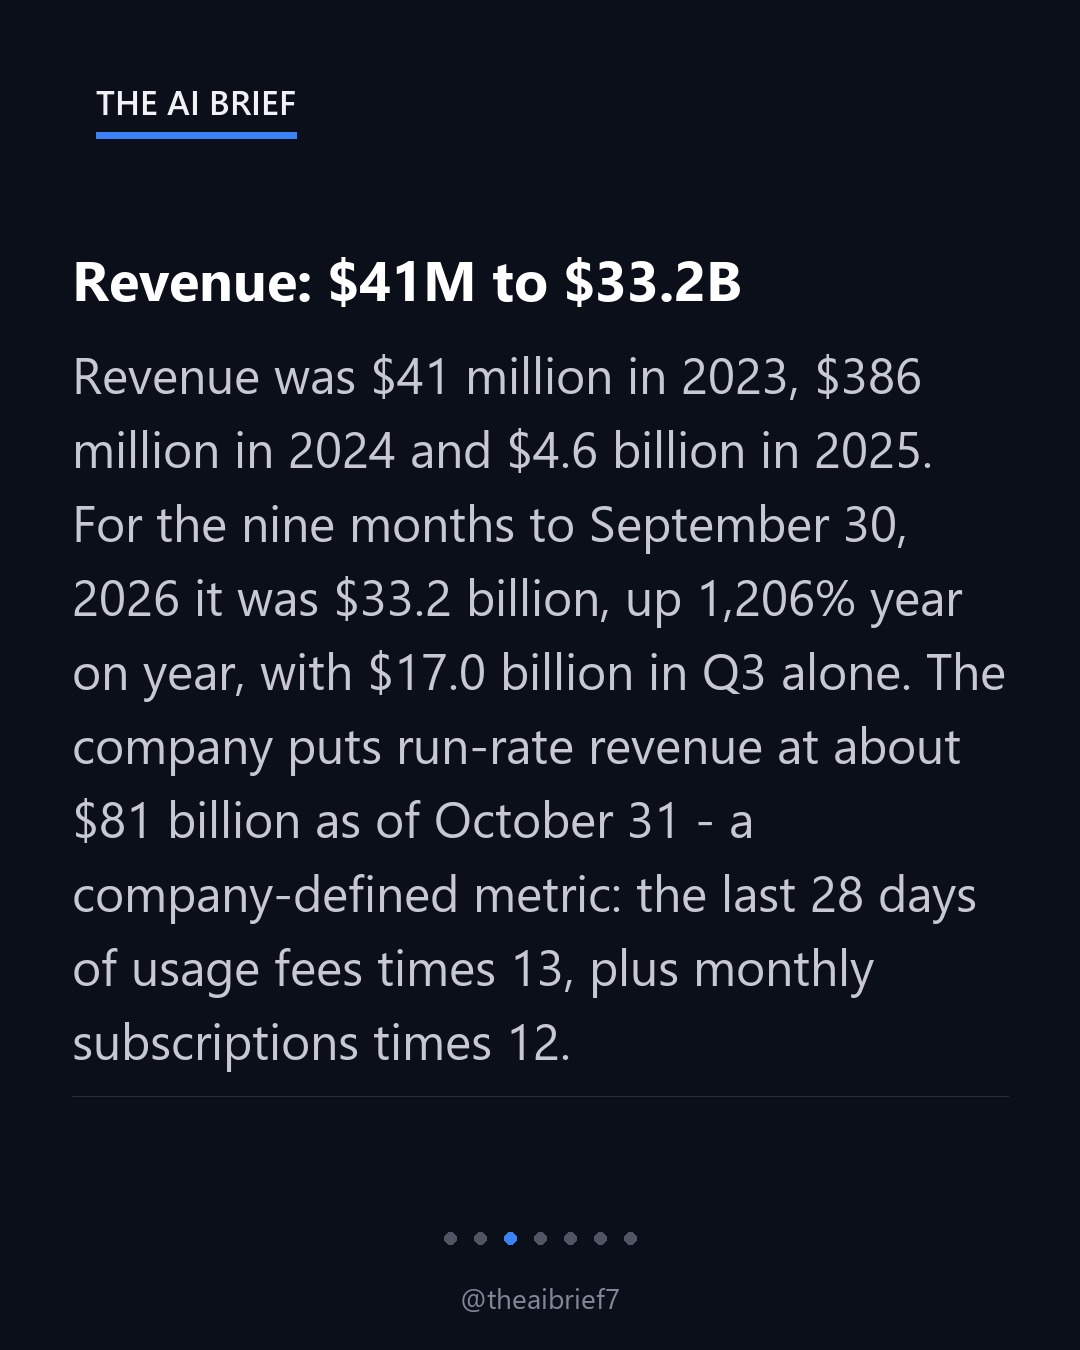 THE AI BRIEF
Revenue: $41M to $33.2B
Revenue was $41 million in 2023, $386
million in 2024 and $4.6 billion in 2025.
For the nine months to September 30,
2026 it was $33.2 billion, up 1,206% year
on year, with $17.0 billion in Q3 alone. The
company puts run-rate revenue at about
$81 billion as of October 31 - a
company-defined metric: the last 28 days
of usage fees times 13, plus monthly
subscriptions times 12.
@theaibrief7